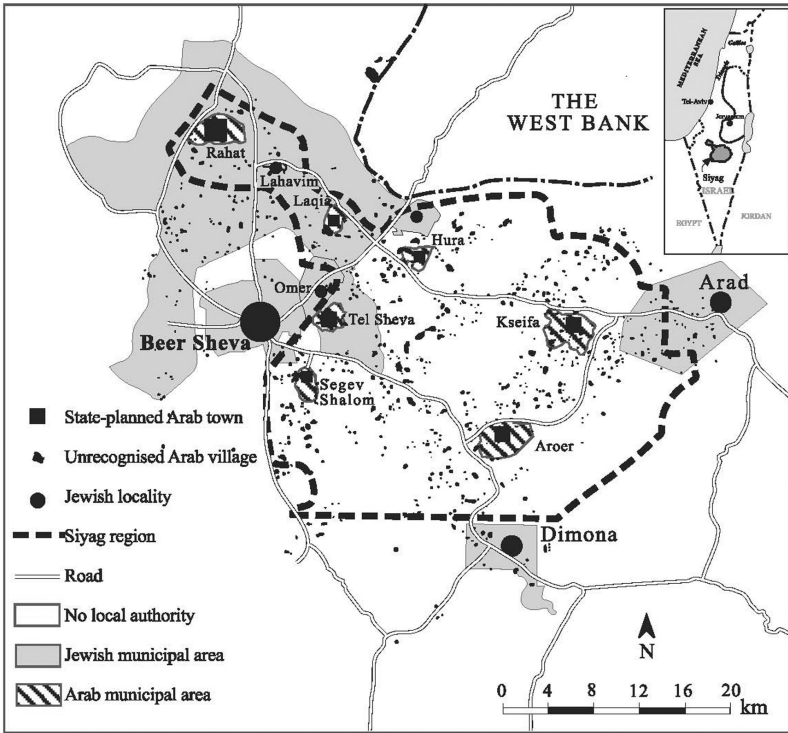 THE
WEST BANK
Rahat
Lahavim
Laqia
Hura
Omer
Tel Sheva
Beer Sheva
Kseifa
Arad
Segev
Shalom
Aroer
Dimona
State-planned Arab town
Unrecognised Arab village
Jewish locality
Siyag region
Road
No local authority
Jewish municipal area
Arab municipal area
N
0 4 8 12 16 20
km
MEDITERRANEAN
SEA
Galilee
Tel-Aviv
Jerusalem
Siyag
ISRAEL
EGYPT
JORDAN